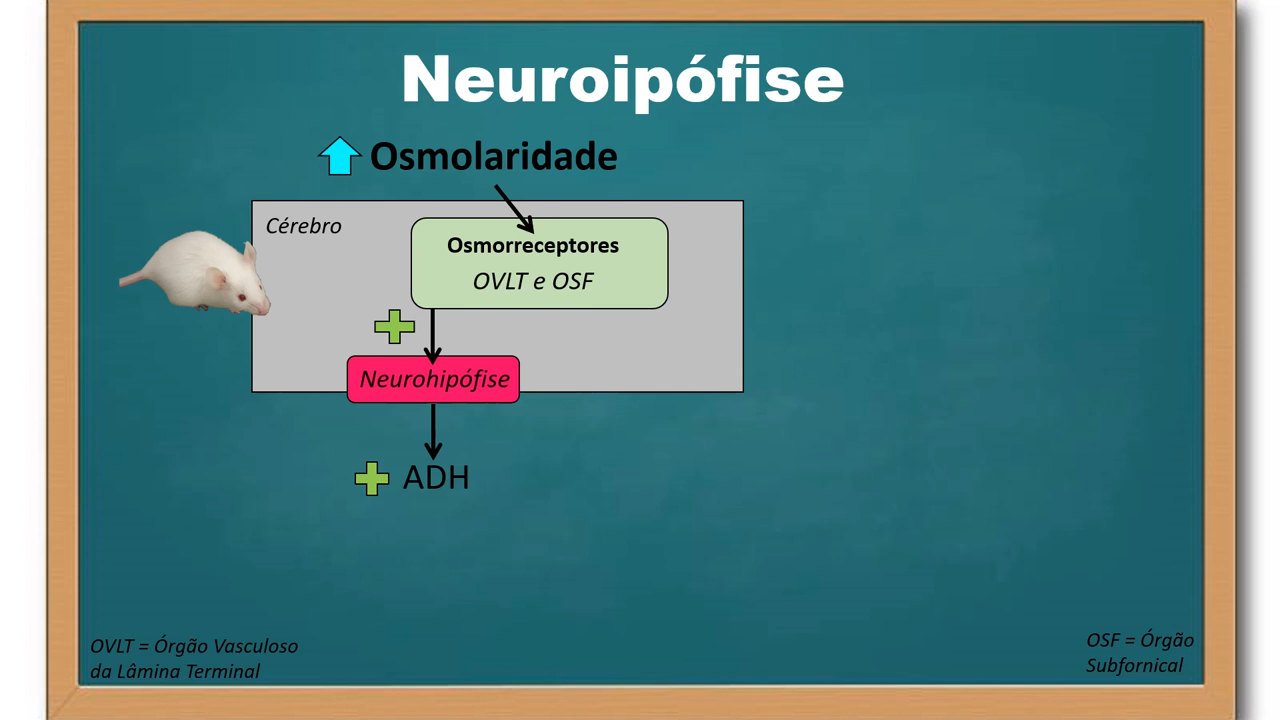 Neuroipófise
Osmolaridade
Cérebro
Osmorreceptores
OVLT e OSF
Neurohipófise
ADH
OVLT = Órgão Vasculoso
da Lâmina Terminal
OSF = Órgão
Subfornical